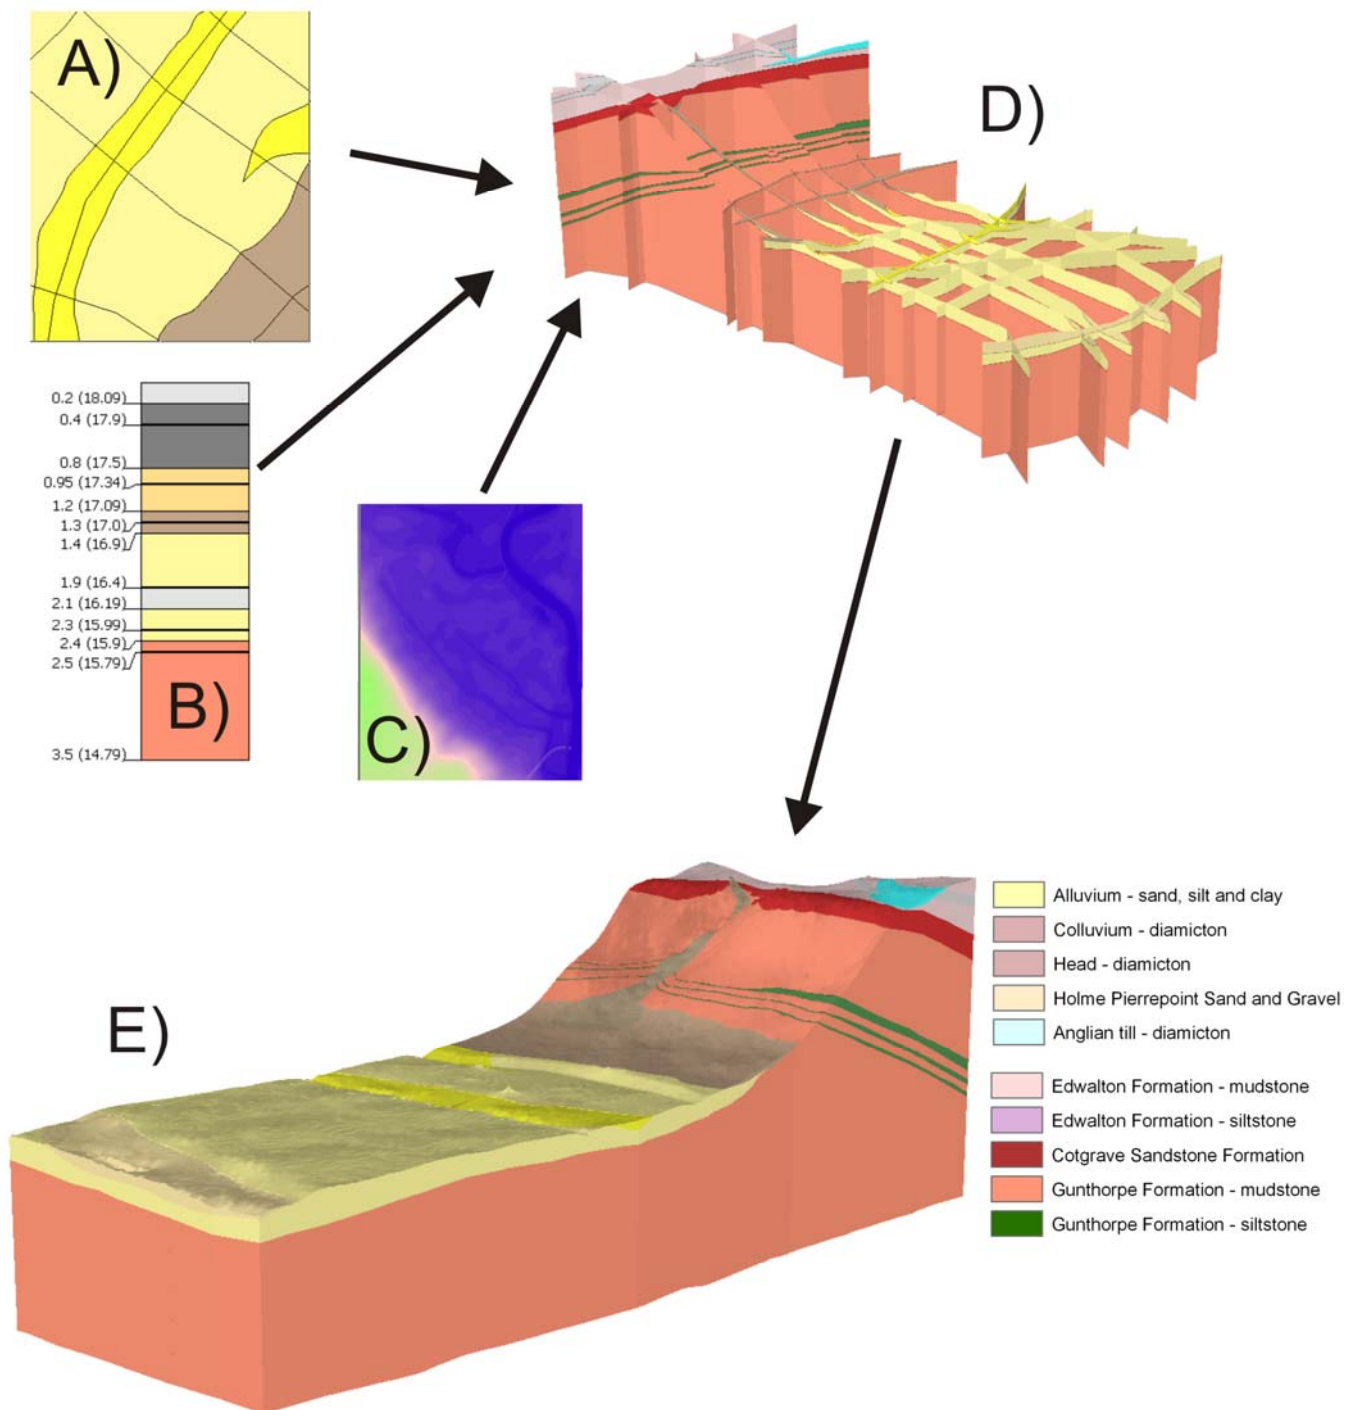 A)
D)
0.2 (18.09)
0.4 (17.9)
0.8 (17.5)
0.95 (17.34)
1.2 (17.09)
1.3 (17.0)
1.4 (16.9)
1.9 (16.4)
2.1 (16.19)
2.3 (15.99)
2.4 (15.9)
2.5 (15.79)
3.5 (14.79)
B)
C)
E)
Alluvium - sand, silt and clay
Colluvium - diamicton
Head - diamicton
Holme Pierrepoint Sand and Gravel
Anglian till - diamicton
Edwalton Formation - mudstone
Edwalton Formation - siltstone
Cotgrave Sandstone Formation
Gunthorpe Formation - mudstone
Gunthorpe Formation - siltstone